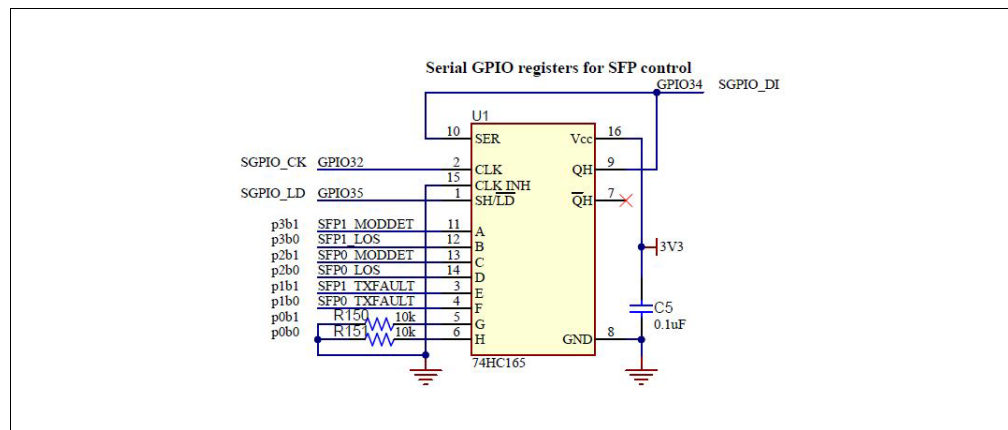 Serial GPIO registers for SFP control
GPIO34 SGPIO_DI
U1
10 SER Vcc 16
SGPIO_CK GPIO32 2 CLK QH 9
15 CLK INH
SGPIO_LD GPIO35 1 SH/LD QH 7
p3b1 SFP1_MODDET 11 A
p3b0 SFP1_LOS 12 B
3V3
p2b1 SFP0_MODDET 13 C
p2b0 SFP0_LOS 14 D
p1b1 SFP1_TXFAULT 3 E
p1b0 SFP0_TXFAULT 4 F
C5
p0b1 R150 10k 5 G
0.1uF
p0b0 R151 10k 6 H GND 8
74HC165